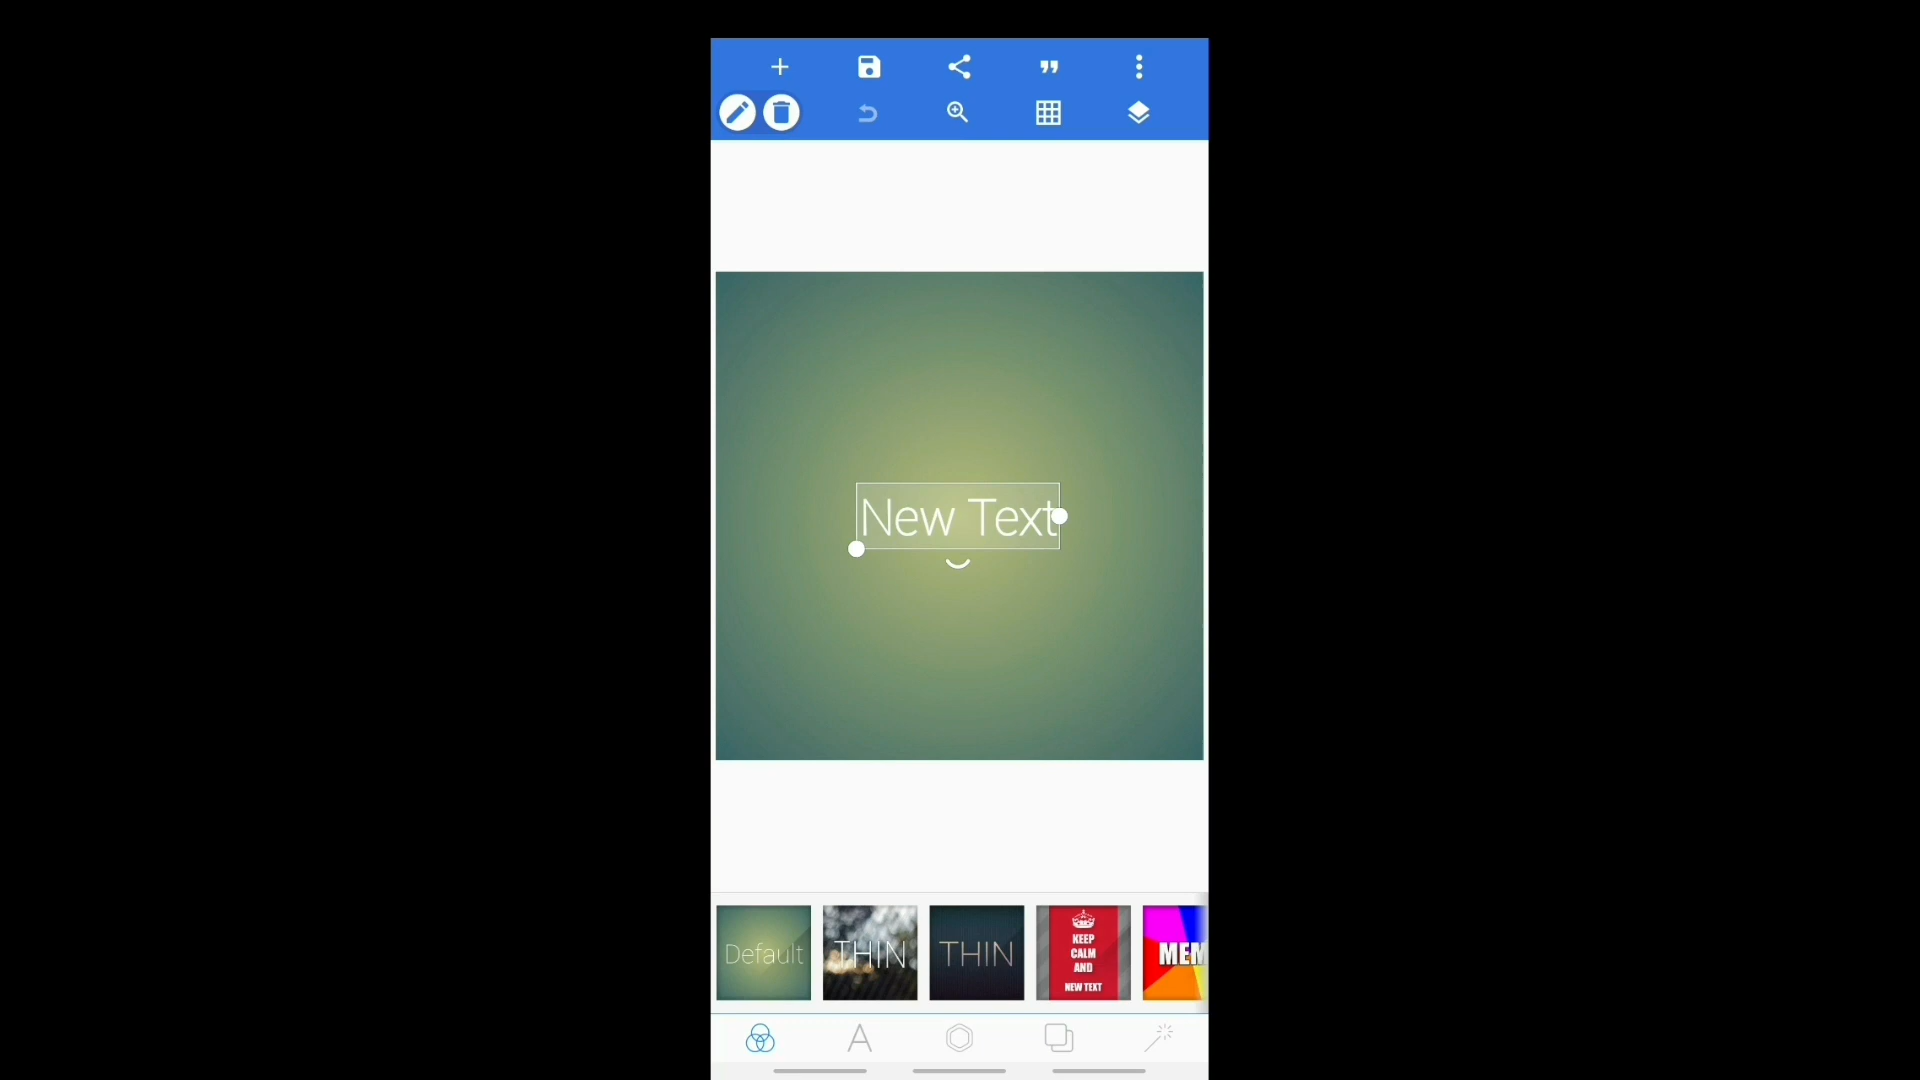 New Text
Default
THIN
THIN
KEEP
CALM
AND
NEW TEXT
MEM